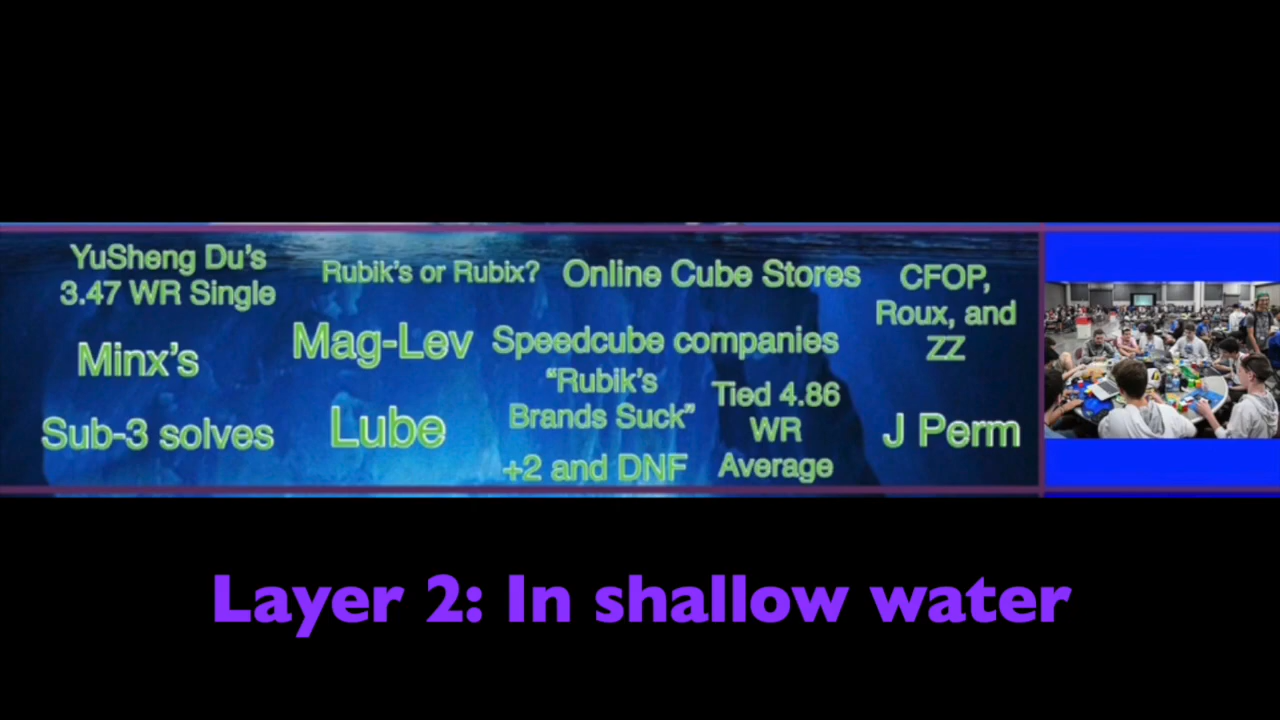 YuSheng Du's
3.47 WR Single
Rubik's or Rubix?
Online Cube Stores
CFOP,
Roux, and
ZZ
Minx's
Mag-Lev
Speedcube companies
"Rubik's
Brands Suck"
Tied 4.86
WR
Average
Sub-3 solves
Lube
+2 and DNF
J Perm
Layer 2: In shallow water